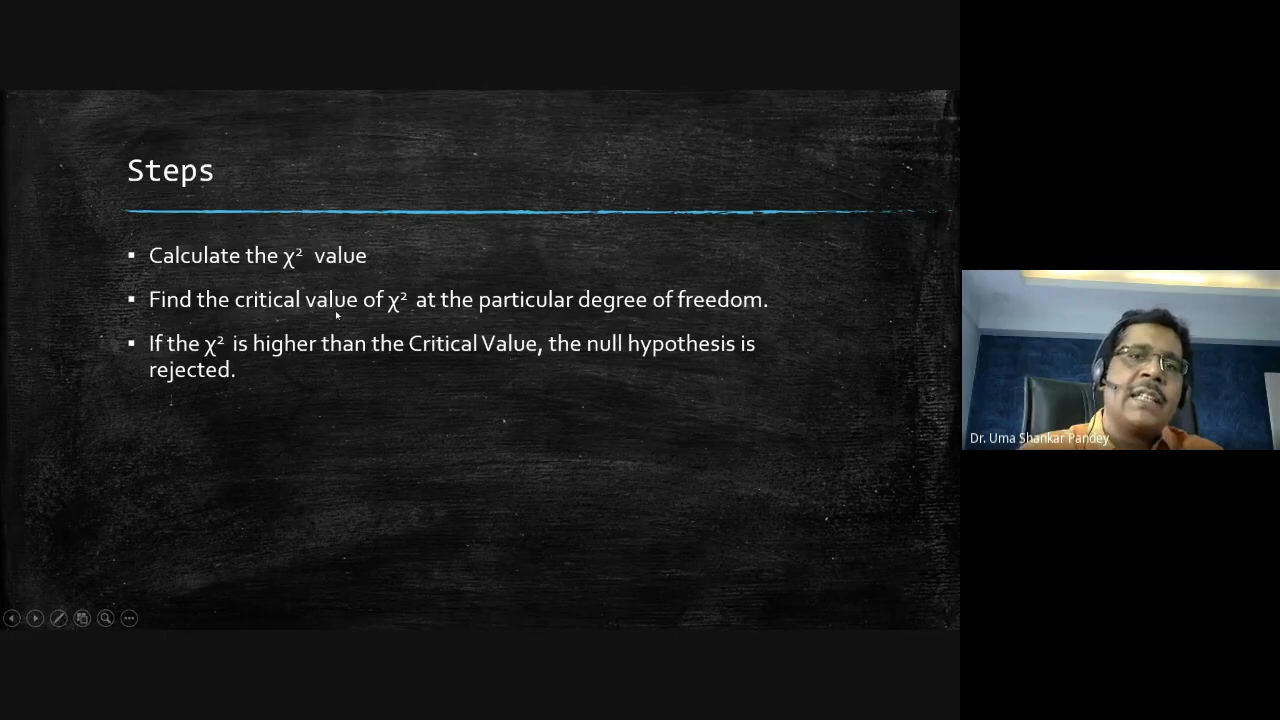 Steps
▪ Calculate the χ² value
▪ Find the critical value of χ² at the particular degree of freedom.
▪ If the χ² is higher than the Critical Value, the null hypothesis is
rejected.
Dr. Uma Shankar Pandey